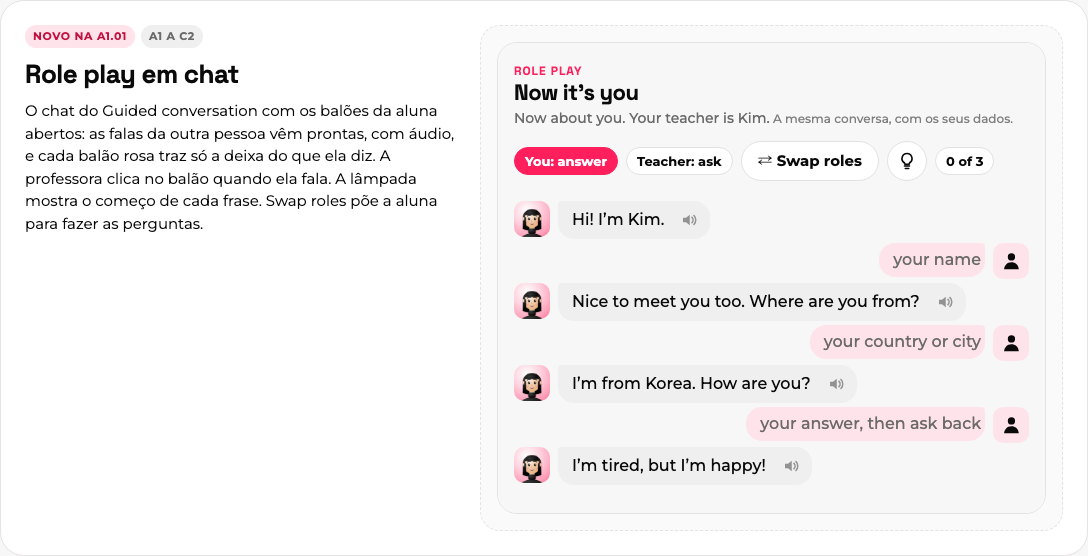 NOVO NA A1.01
A1 A C2
Role play em chat
O chat do Guided conversation com os balões da aluna
abertos: as falas da outra pessoa vêm prontas, com áudio,
e cada balão rosa traz só a deixa do que ela diz. A
professora clica no balão quando ela fala. A lâmpada
mostra o começo de cada frase. Swap roles põe a aluna
para fazer as perguntas.
ROLE PLAY
Now it’s you
Now about you. Your teacher is Kim. A mesma conversa, com os seus dados.
You: answer
Teacher: ask
Swap roles
0 of 3
Hi! I’m Kim.
your name
Nice to meet you too. Where are you from?
your country or city
I’m from Korea. How are you?
your answer, then ask back
I’m tired, but I’m happy!